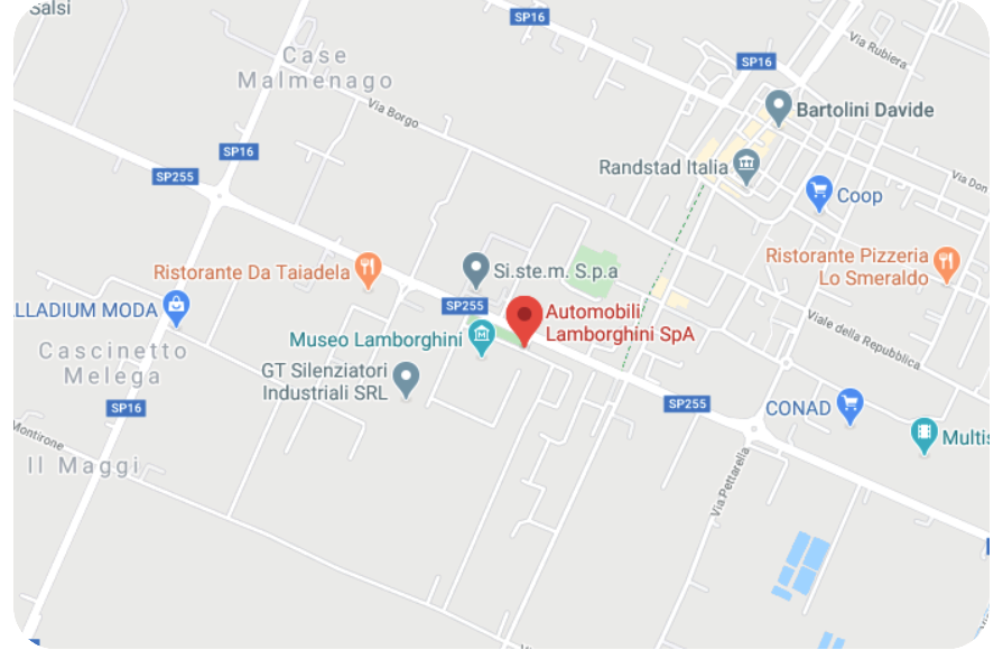 Salsi
SP16
Case
Malmenago
Via Rubiera
SP16
Via Borgo
Bartolini Davide
SP16
SP255
Randstad Italia
Via Don
Coop
Ristorante Pizzeria
Lo Smeraldo
Ristorante Da Taiadela
Si.ste.m. S.p.a
LLADIUM MODA
SP255
Automobili
Lamborghini SpA
Museo Lamborghini
Viale della Repubblica
Cascinetto
Melega
GT Silenziatori
Industriali SRL
SP16
SP255
CONAD
Montirone
Multis
Il Maggi
Via Pettarella